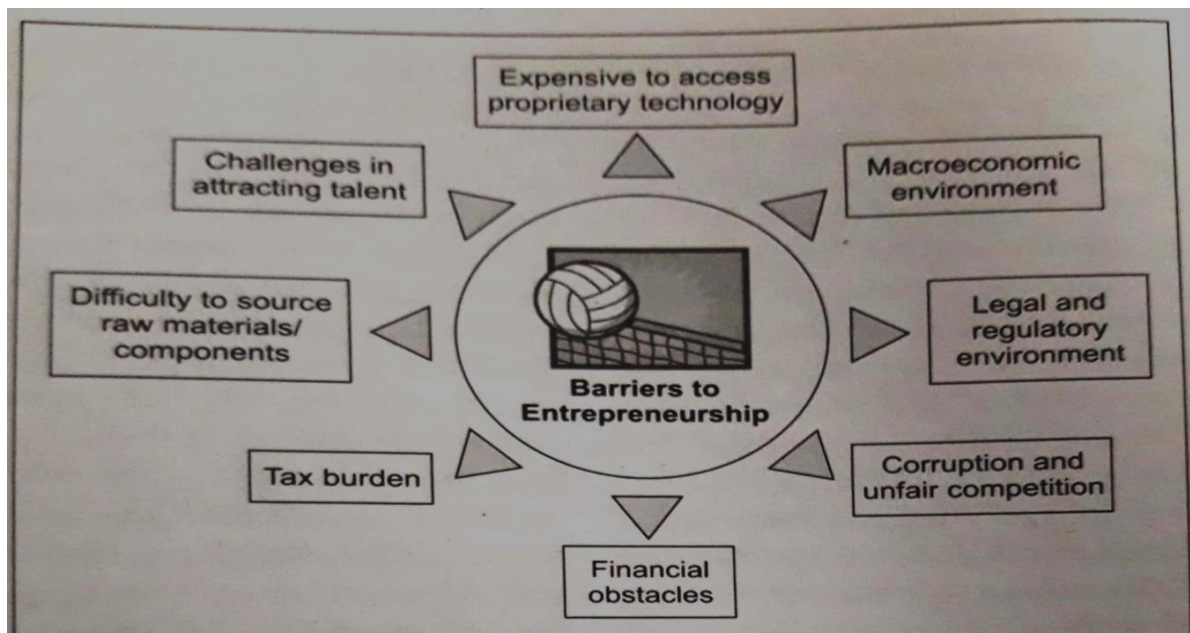 Expensive to access
proprietary technology
Challenges in
attracting talent
Macroeconomic
environment
Difficulty to source
raw materials/
components
Legal and
regulatory
environment
Barriers to
Entrepreneurship
Tax burden
Corruption and
unfair competition
Financial
obstacles